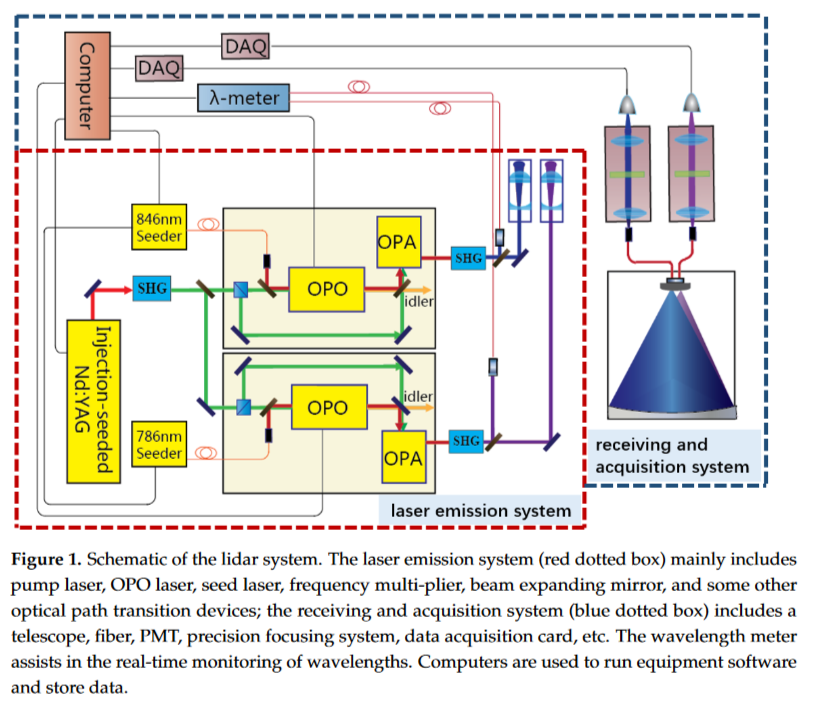 DAQ
DAQ
Computer
λ-meter
846nm
Seeder
OPA
SHG
SHG
OPO
idler
Injection-seeded
Nd:YAG
OPO
idler
786nm
Seeder
SHG
OPA
receiving and
acquisition system
laser emission system
Figure 1. Schematic of the lidar system. The laser emission system (red dotted box) mainly includes
pump laser, OPO laser, seed laser, frequency multi-plier, beam expanding mirror, and some other
optical path transition devices; the receiving and acquisition system (blue dotted box) includes a
telescope, fiber, PMT, precision focusing system, data acquisition card, etc. The wavelength meter
assists in the real-time monitoring of wavelengths. Computers are used to run equipment software
and store data.